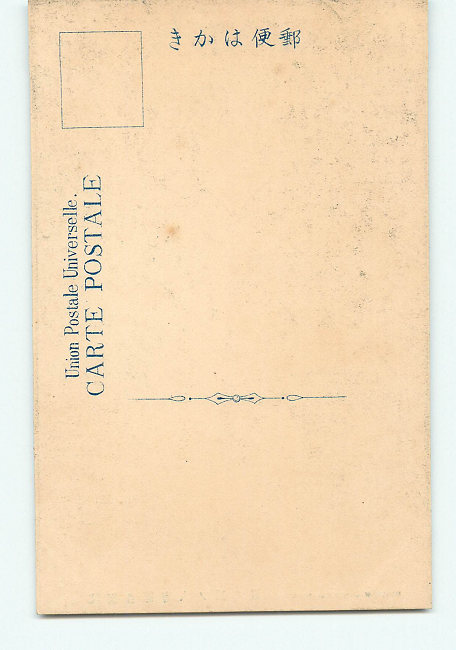 郵便はかき
Union Postale Universelle.
CARTE POSTALE